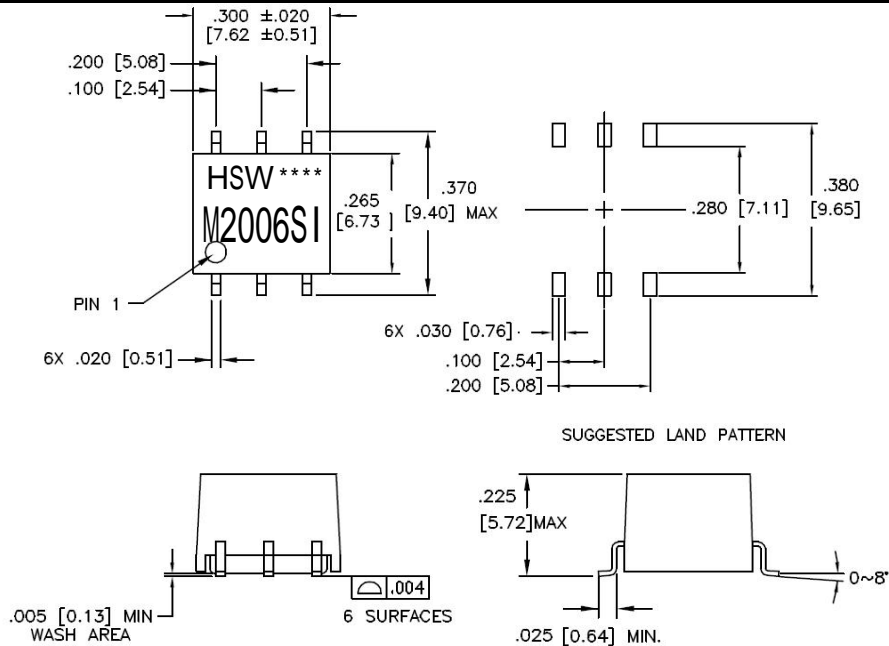 .300 ±.020
[7.62 ±0.51]
.200 [5.08]
.100 [2.54]
HSW ****
M2006SI
.265
[6.73 ]
.370
[9.40] MAX
PIN 1
6X .020 [0.51]
.280 [7.11]
.380
[9.65]
6X .030 [0.76]
.100 [2.54]
.200 [5.08]
SUGGESTED LAND PATTERN
.005 [0.13] MIN
WASH AREA
.004
6 SURFACES
.225
[5.72]MAX
.025 [0.64] MIN.
0~8°